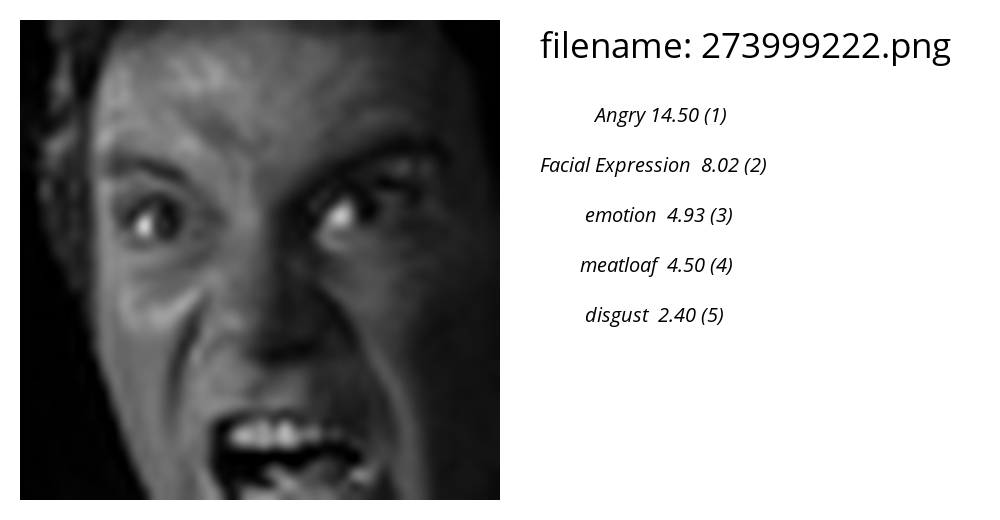 filename: 273999222.png
Angry 14.50 (1)
Facial Expression 8.02 (2)
emotion 4.93 (3)
meatloaf 4.50 (4)
disgust 2.40 (5)